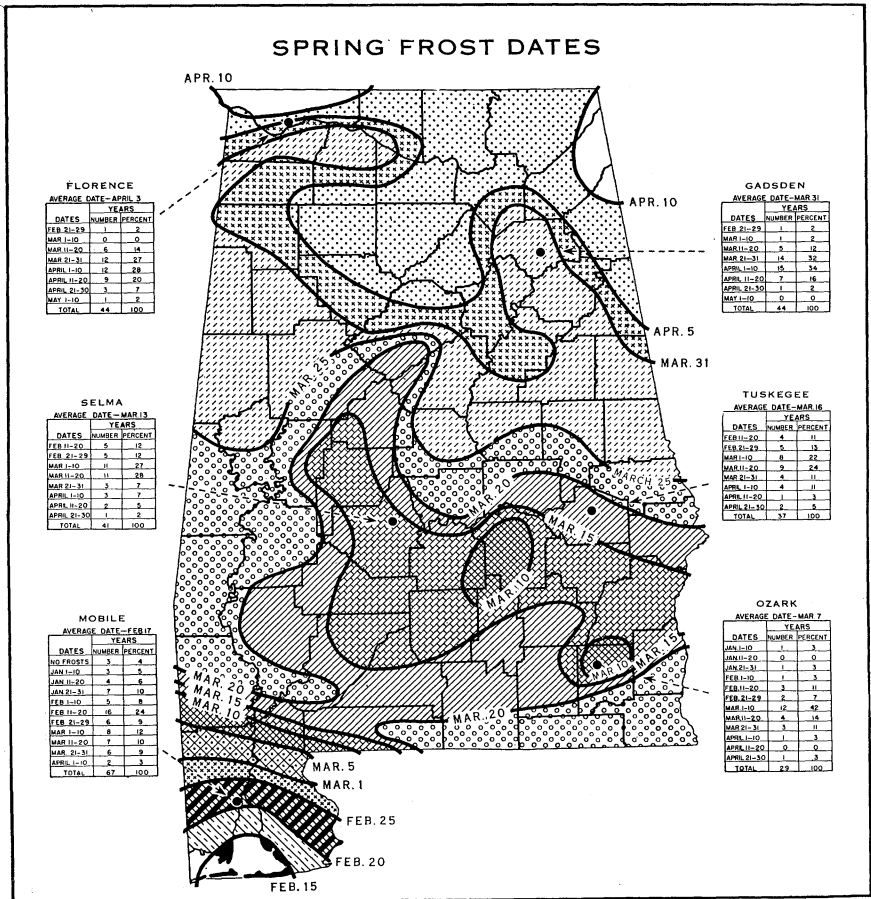 SPRING FROST DATES
APR. 10
APR. 10
APR. 5
MAR. 31
MAR. 25
MARCH 25
MAR. 20
MAR. 15
MAR. 10
MAR. 10
MAR. 15
MAR. 20
MAR. 20
MAR. 15
MAR. 10
MAR. 5
MAR. 1
FEB. 25
FEB. 20
FEB. 15
FLORENCE
AVERAGE DATE-APRIL 3
YEARS
DATES NUMBER PERCENT
FEB. 21-29 1 2
MAR 1-10 0 0
MAR 11-20 6 14
MAR 21-31 12 27
APRIL 1-10 12 28
APRIL 11-20 9 20
APRIL 21-30 3 7
MAY 1-10 1 2
TOTAL 44 100
SELMA
AVERAGE DATE-MAR. 13
YEARS
DATES NUMBER PERCENT
FEB 11-20 5 12
FEB. 21-29 5 12
MAR 1-10 11 27
MAR 11-20 11 28
MAR 21-31 3 7
APRIL 1-10 3 7
APRIL 11-20 2 5
APRIL 21-30 1 2
TOTAL 41 100
MOBILE
AVERAGE DATE-FEB 17
YEARS
DATES NUMBER PERCENT
NO FROSTS 3 4
JAN 1-10 3 5
JAN 11-20 4 6
JAN. 21-31 7 10
FEB 1-10 5 8
FEB 11-20 16 24
FEB. 21-29 6 9
MAR 1-10 8 12
MAR 11-20 7 10
MAR. 21-31 6 9
APRIL 1-10 2 3
TOTAL 67 100
GADSDEN
AVERAGE DATE-MAR 31
YEARS
DATES NUMBER PERCENT
FEB 21-29 1 2
MAR 1-10 1 2
MAR 11-20 5 12
MAR 21-31 14 32
APRIL 1-10 15 34
APRIL 11-20 7 16
APRIL 21-30 1 2
MAY 1-10 0 0
TOTAL 44 100
TUSKEGEE
AVERAGE DATE-MAR. 16
YEARS
DATES NUMBER PERCENT
FEB 11-20 4 11
FEB. 21-29 5 13
MAR 1-10 8 22
MAR. 11-20 9 24
MAR 21-31 4 11
APRIL 1-10 4 11
APRIL 11-20 1 3
APRIL 21-30 2 5
TOTAL 37 100
OZARK
AVERAGE DATE-MAR 7
YEARS
DATES NUMBER PERCENT
JAN. 1-10 1 3
JAN. 11-20 0 0
JAN. 21-31 1 3
FEB 1-10 1 3
FEB. 11-20 3 11
FEB. 21-29 2 7
MAR. 1-10 12 42
MAR. 11-20 4 14
MAR 21-31 3 11
APRIL 1-10 1 3
APRIL 11-20 0 0
APRIL 21-30 1 3
TOTAL 29 100